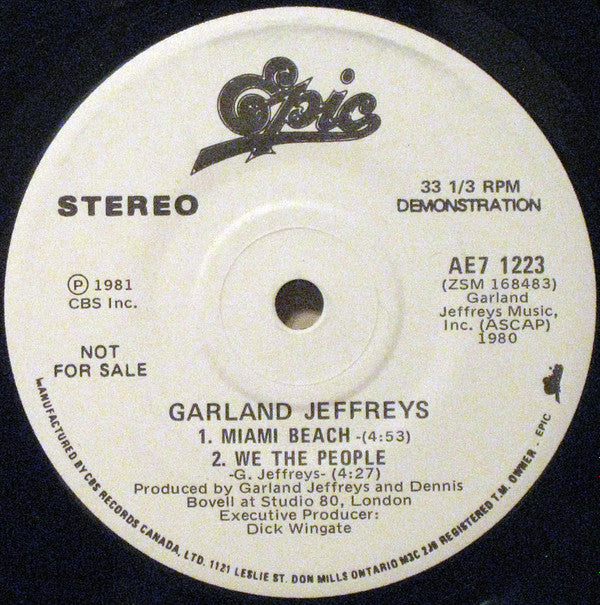 Epic
STEREO
33 1/3 RPM
DEMONSTRATION
Ⓟ 1981
CBS Inc.
NOT
FOR SALE
AE7 1223
(ZSM 168483)
Garland
Jeffreys Music,
Inc. (ASCAP)
1980
GARLAND JEFFREYS
1. MIAMI BEACH -(4:53)
2. WE THE PEOPLE
-G. Jeffreys- (4:27)
Produced by Garland Jeffreys and Dennis
Bovell at Studio 80, London
Executive Producer:
Dick Wingate
MANUFACTURED BY CBS RECORDS CANADA, LTD. 1121 LESLIE ST. DON MILLS ONTARIO M3C 2J9 REGISTERED T.M. OWNER - EPIC